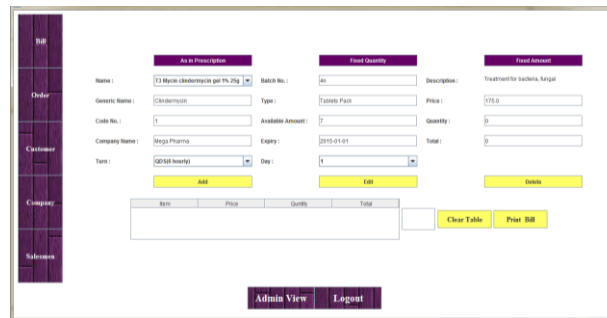 Bill
Order
Customer
Company
Salesmen
As in Prescription Fixed Quantity Fixed Amount
Name : T3 Mycin clindermycin gel 1% 25g Batch No. : 4n Description : Treatment for bacteria, fungal
Generic Name : Clindermycin Type : Tablets Pack Price : 175.0
Code No. : 1 Available Amount : 7 Quantity : 0
Company Name : Mega Pharma Expiry : 2015-01-01 Total : 0
Turn : QDS(6 hourly) Day : 1
Add Edit Delete
Item Price Quntity Total
Clear Table Print Bill
Admin View Logout